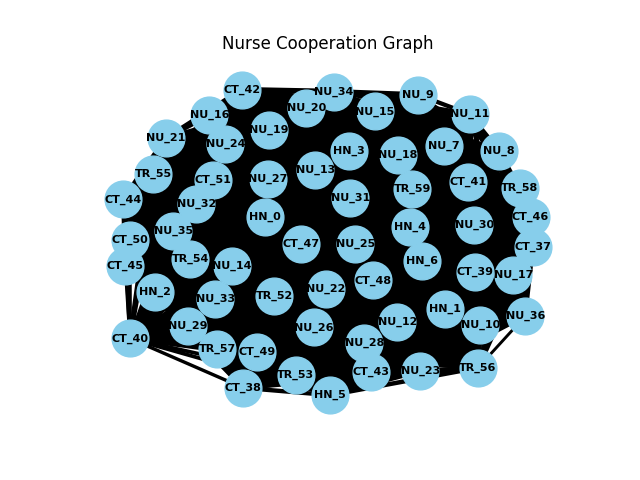 Nurse Cooperation Graph
CT_42
NU_34
NU_9
NU_20
NU_15
NU_11
NU_16
NU_19
NU_21
NU_24
NU_7
NU_8
HN_3
NU_18
NU_13
TR_55
CT_51
NU_27
CT_41
TR_58
TR_59
CT_44
NU_32
NU_31
HN_0
CT_46
NU_35
HN_4
NU_30
CT_50
CT_47
NU_25
CT_37
TR_54
HN_6
CT_45
NU_14
CT_39
NU_17
CT_48
HN_2
NU_33
TR_52
NU_22
HN_1
NU_36
NU_29
NU_26
NU_12
NU_10
CT_40
TR_57
CT_49
NU_28
TR_53
CT_43
NU_23
TR_56
CT_38
HN_5